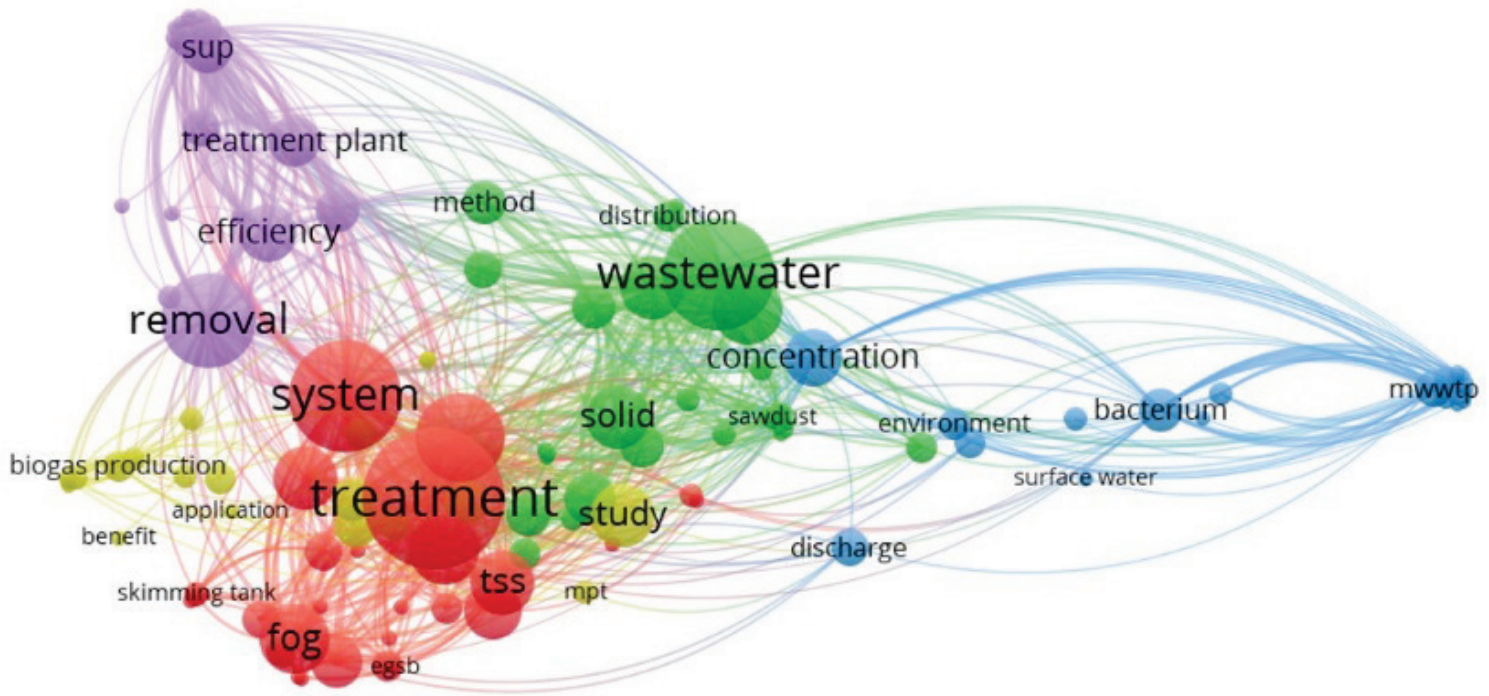 sup
treatment plant
method
distribution
efficiency
wastewater
removal
concentration
system
mwwtp
bacterium
solid
sawdust
environment
biogas production
surface water
treatment
application
study
benefit
discharge
tss
skimming tank
mpt
fog
egsb